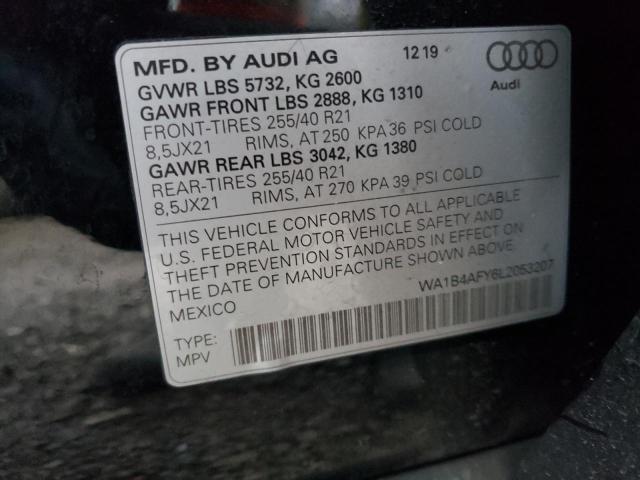 MFD. BY AUDI AG 12 19
GVWR LBS 5732, KG 2600 Audi
GAWR FRONT LBS 2888, KG 1310
FRONT-TIRES 255/40 R21
8,5JX21 RIMS, AT 250 KPA 36 PSI COLD
GAWR REAR LBS 3042, KG 1380
REAR-TIRES 255/40 R21
8,5JX21 RIMS, AT 270 KPA 39 PSI COLD
THIS VEHICLE CONFORMS TO ALL APPLICABLE
U.S. FEDERAL MOTOR VEHICLE SAFETY AND
THEFT PREVENTION STANDARDS IN EFFECT ON
THE DATE OF MANUFACTURE SHOWN ABOVE.
MEXICO WA1B4AFY6L2053207
TYPE:
MPV